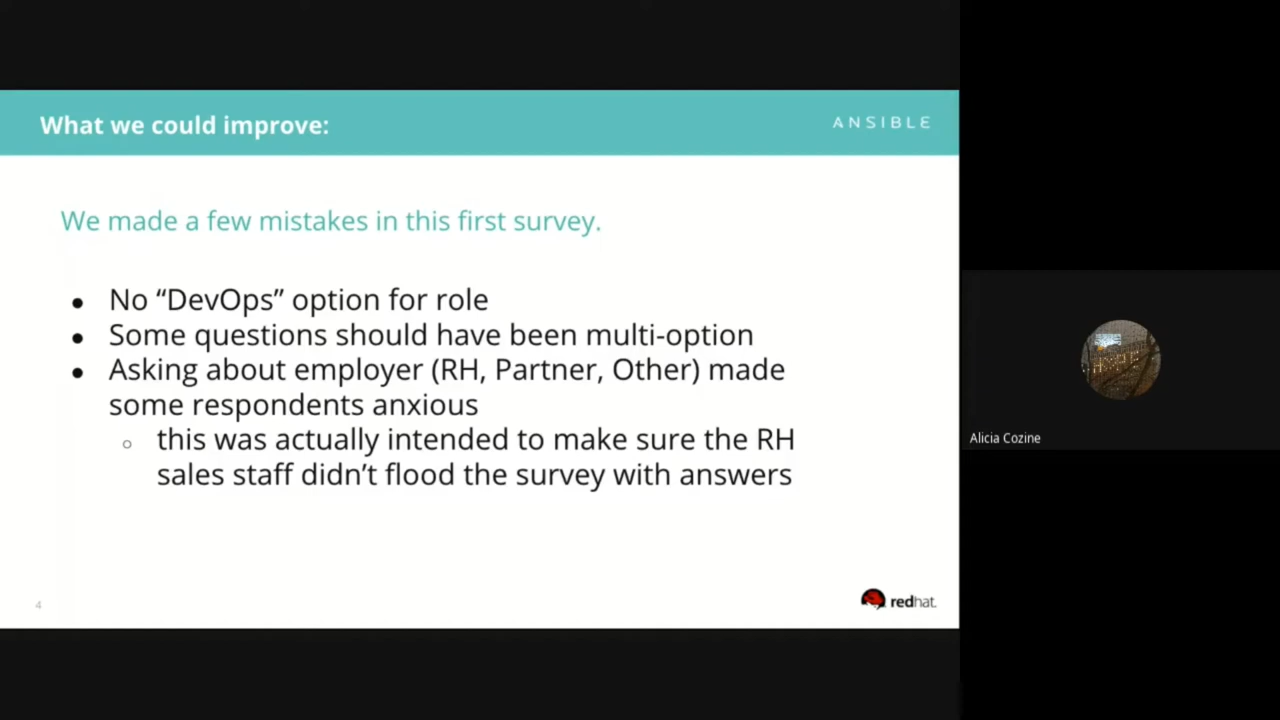 What we could improve:
ANSIBLE
We made a few mistakes in this first survey.
● No “DevOps” option for role
● Some questions should have been multi-option
● Asking about employer (RH, Partner, Other) made
some respondents anxious
○ this was actually intended to make sure the RH
sales staff didn’t flood the survey with answers
4
redhat.
Alicia Cozine